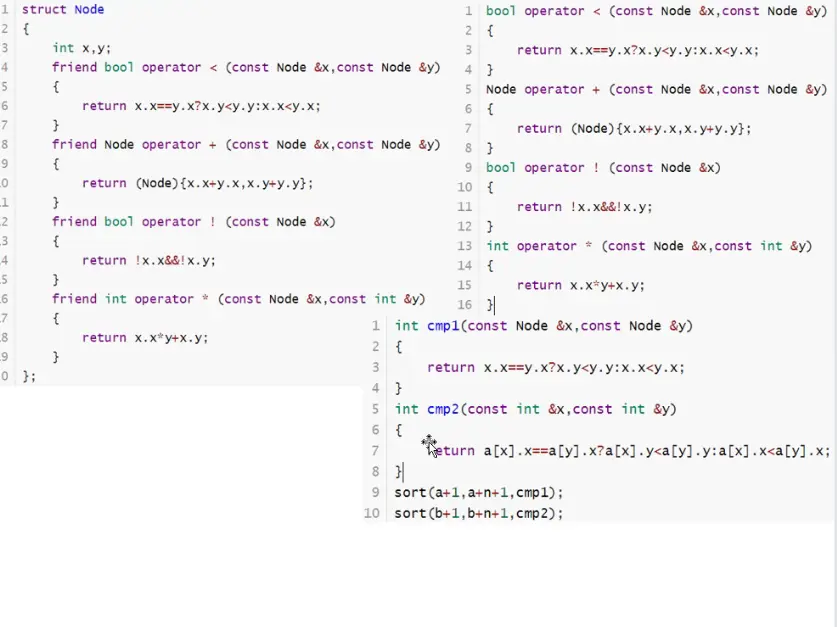 1 struct Node
2 {
3 int x,y;
4 friend bool operator < (const Node &x,const Node &y)
5 {
6 return x.x==y.x?x.y<y.y:x.x<y.x;
7 }
8 friend Node operator + (const Node &x,const Node &y)
9 {
0 return (Node){x.x+y.x,x.y+y.y};
1 }
2 friend bool operator ! (const Node &x)
3 {
4 return !x.x&&!x.y;
5 }
6 friend int operator * (const Node &x,const int &y)
7 {
8 return x.x*y+x.y;
9 }
0 };
1 bool operator < (const Node &x,const Node &y)
2 {
3 return x.x==y.x?x.y<y.y:x.x<y.x;
4 }
5 Node operator + (const Node &x,const Node &y)
6 {
7 return (Node){x.x+y.x,x.y+y.y};
8 }
9 bool operator ! (const Node &x)
10 {
11 return !x.x&&!x.y;
12 }
13 int operator * (const Node &x,const int &y)
14 {
15 return x.x*y+x.y;
16 }
1 int cmp1(const Node &x,const Node &y)
2 {
3 return x.x==y.x?x.y<y.y:x.x<y.x;
4 }
5 int cmp2(const int &x,const int &y)
6 {
7 return a[x].x==a[y].x?a[x].y<a[y].y:a[x].x<a[y].x;
8 }
9 sort(a+1,a+n+1,cmp1);
10 sort(b+1,b+n+1,cmp2);